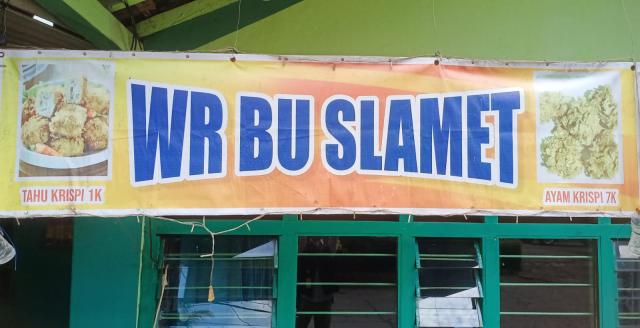 WR BU SLAMET
TAHU KRISPI 1K
AYAM KRISPI 7K